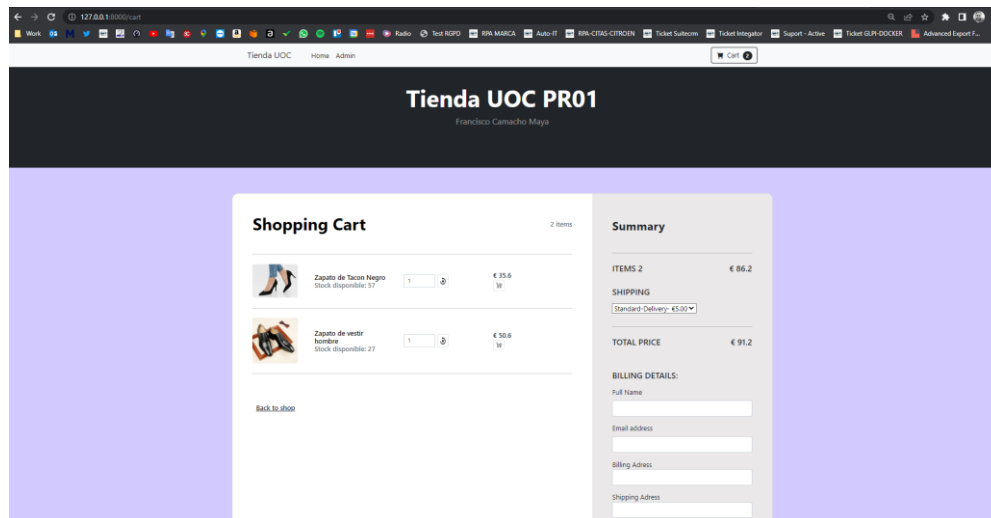 127.0.0.1:8000/cart
Work
Radio
Test RGPD
RPA MARCA
Auto-IT
RPA-CITAS-CITROEN
Ticket Suitecrm
Ticket Integator
Suport - Active
Ticket GLPI-DOCKER
Advanced Export F...
Tienda UOC Home Admin Cart 2
Tienda UOC PR01
Francisco Camacho Maya
Shopping Cart 2 items
Zapato de Tacon Negro
Stock disponible: 57
1
€ 35.6
Zapato de vestir
hombre
Stock disponible: 27
1
€ 50.6
Back to shop
Summary
ITEMS 2 € 86.2
SHIPPING
Standard-Delivery- €5.00
TOTAL PRICE € 91.2
BILLING DETAILS:
Full Name
Email address
Billing Adress
Shipping Adress